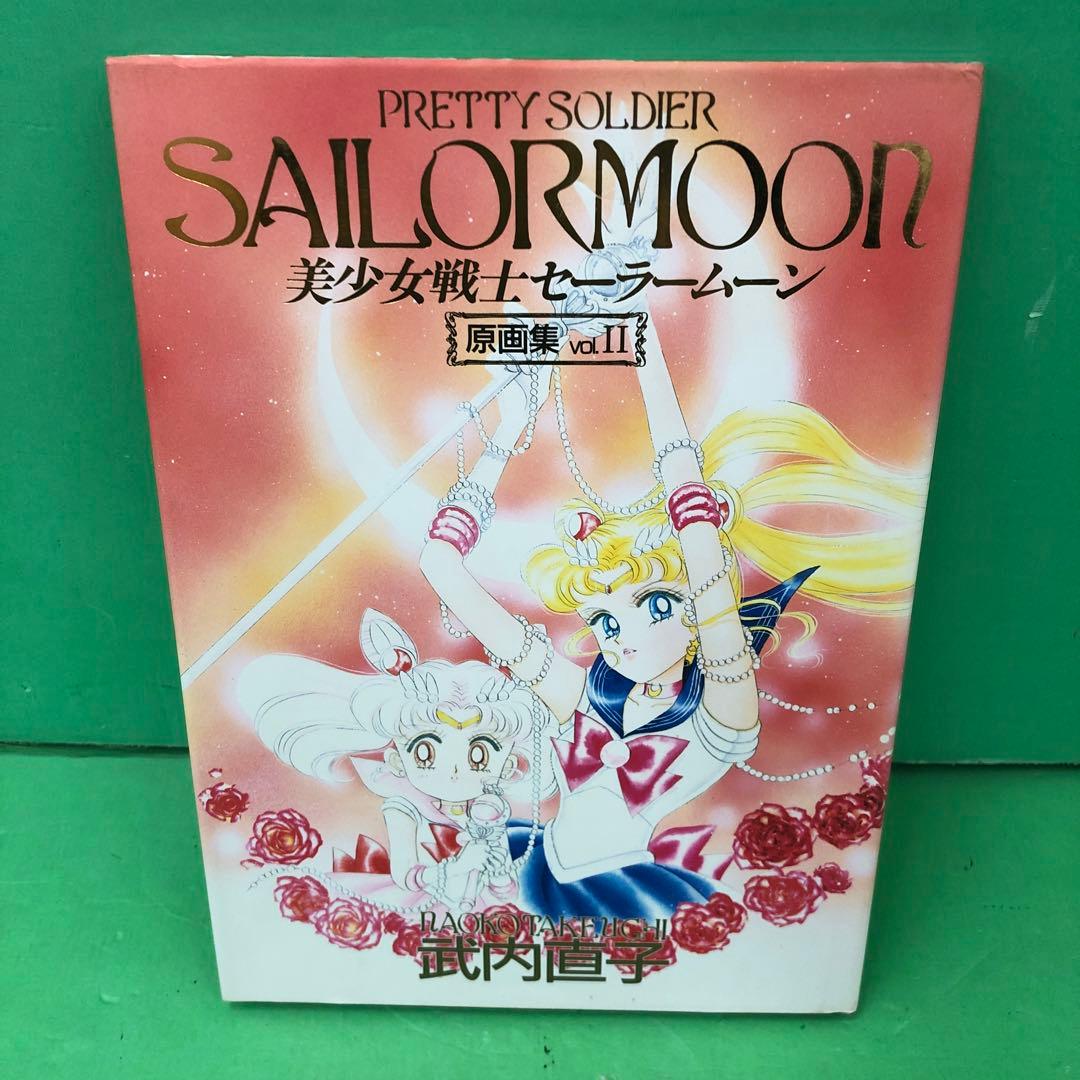 PRETTY SOLDIER
SAILORMOON
美少女戦士セーラームーン
原画集 vol.II
NAOKO TAKEUCHI
武内直子